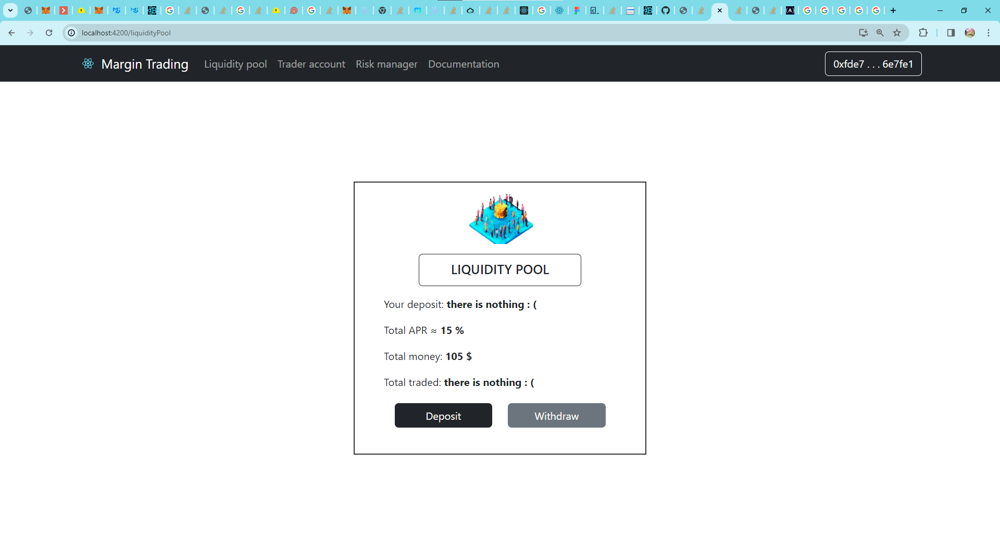 localhost:4200/liquidityPool
Margin Trading Liquidity pool Trader account Risk manager Documentation 0xfde7 . . . 6e7fe1
LIQUIDITY POOL
Your deposit: there is nothing : (
Total APR ≈ 15 %
Total money: 105 $
Total traded: there is nothing : (
Deposit Withdraw